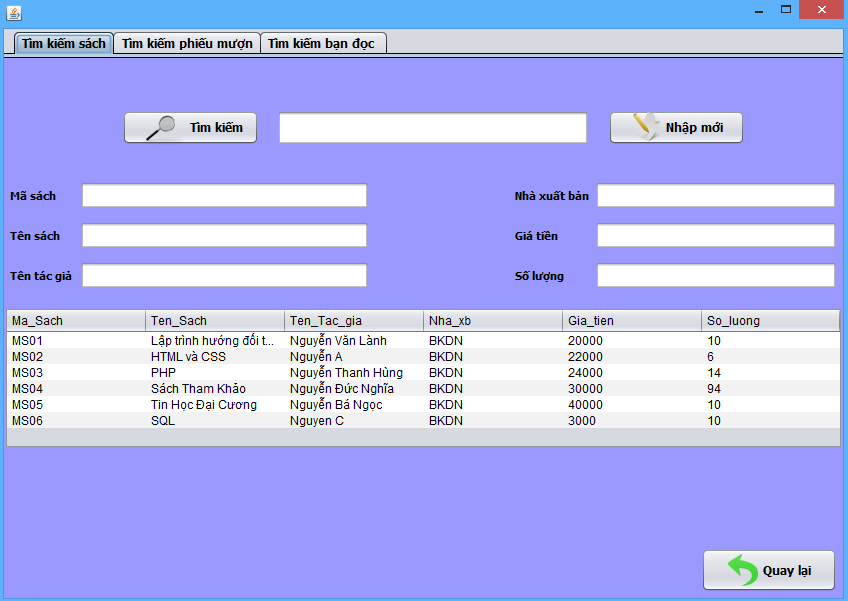 Tìm kiếm sách Tìm kiếm phiếu mượn Tìm kiếm bạn đọc
Tìm kiếm Nhập mới
Mã sách Nhà xuất bản
Tên sách Giá tiền
Tên tác giả Số lượng
Ma_Sach Ten_Sach Ten_Tac_gia Nha_xb Gia_tien So_luong
MS01 Lập trình hướng đối t... Nguyễn Văn Lành BKDN 20000 10
MS02 HTML và CSS Nguyễn A BKDN 22000 6
MS03 PHP Nguyễn Thanh Hùng BKDN 24000 14
MS04 Sách Tham Khảo Nguyễn Đức Nghĩa BKDN 30000 94
MS05 Tin Học Đại Cương Nguyễn Bá Ngọc BKDN 40000 10
MS06 SQL Nguyen C BKDN 3000 10
Quay lại